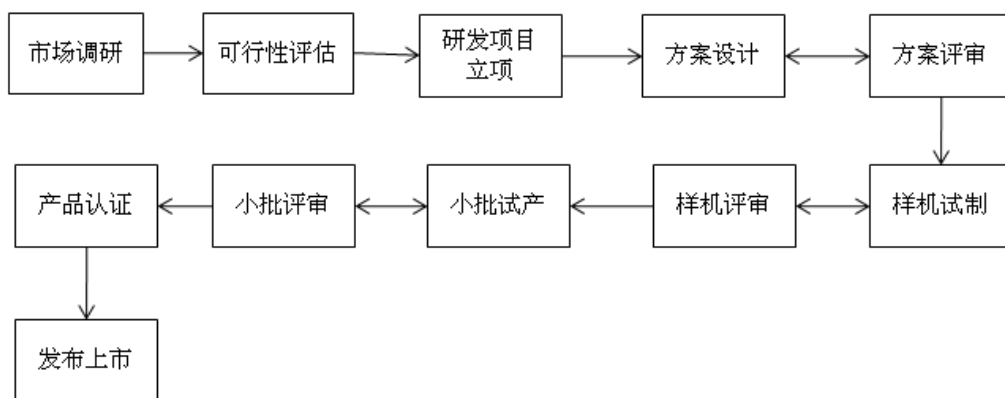 市场调研
可行性评估
研发项目
立项
方案设计
方案评审
产品认证
小批评审
小批试产
样机评审
样机试制
发布上市